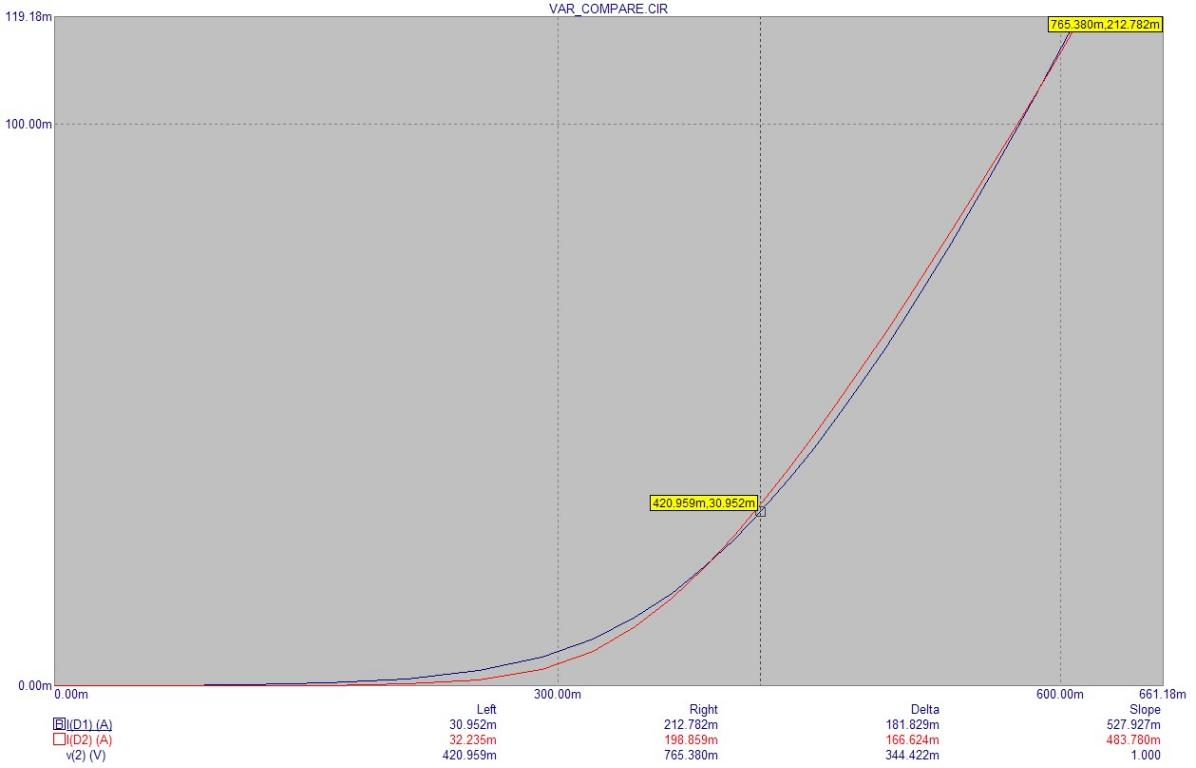 VAR_COMPARE.CIR
119.18m
765.380m,212.782m
100.00m
420.959m,30.952m
0.00m
0.00m 300.00m 600.00m 661.18m
Left Right Delta Slope
B I(D1) (A) 30.952m 212.782m 181.829m 527.927m
I(D2) (A) 32.235m 198.859m 166.624m 483.780m
v(2) (V) 420.959m 765.380m 344.422m 1.000